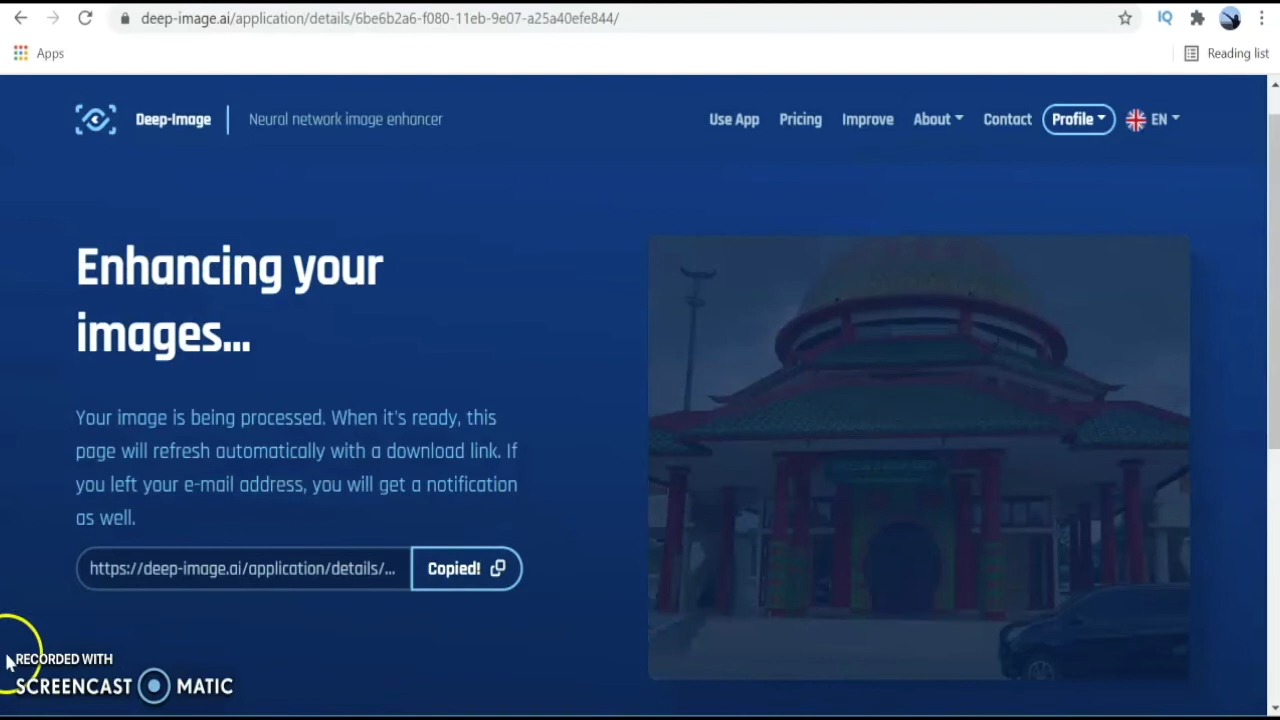 deep-image.ai/application/details/6be6b2a6-f080-11eb-9e07-a25a40efe844/
Apps
Reading list
Deep-Image
Neural network image enhancer
Use App
Pricing
Improve
About
Contact
Profile
EN
Enhancing your
images...
Your image is being processed. When it's ready, this
page will refresh automatically with a download link. If
you left your e-mail address, you will get a notification
as well.
https://deep-image.ai/application/details/...
Copied!
RECORDED WITH
SCREENCAST MATIC